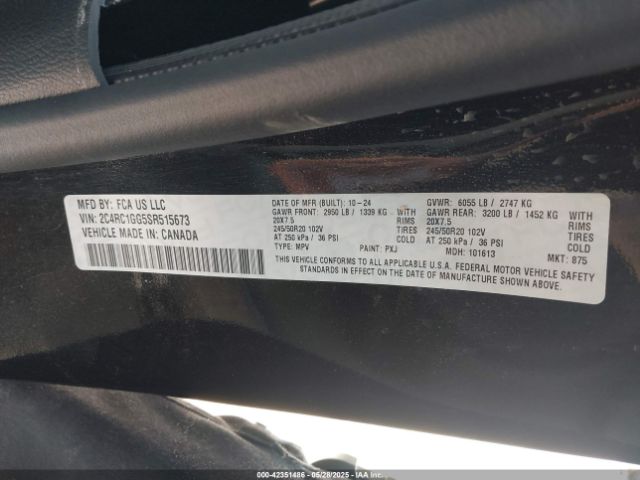 MFD BY: FCA US LLC
VIN: 2C4RC1GG5SR515673
VEHICLE MADE IN: CANADA
DATE OF MFR (BUILT): 10-24
GAWR FRONT: 2950 LB / 1339 KG WITH
20X7.5 RIMS
245/50R20 102V TIRES
AT 250 kPa / 36 PSI COLD
TYPE: MPV PAINT: PXJ
GVWR: 6055 LB / 2747 KG
GAWR REAR: 3200 LB / 1452 KG WITH
20X7.5 RIMS
245/50R20 102V TIRES
AT 250 kPa / 36 PSI COLD
MDH: 101613 MKT: 875
THIS VEHICLE CONFORMS TO ALL APPLICABLE U.S.A. FEDERAL MOTOR VEHICLE SAFETY
STANDARDS IN EFFECT ON THE DATE OF MANUFACTURE SHOWN ABOVE.
000-42351486 - 05/28/2025 - © IAA Holdings, LLC